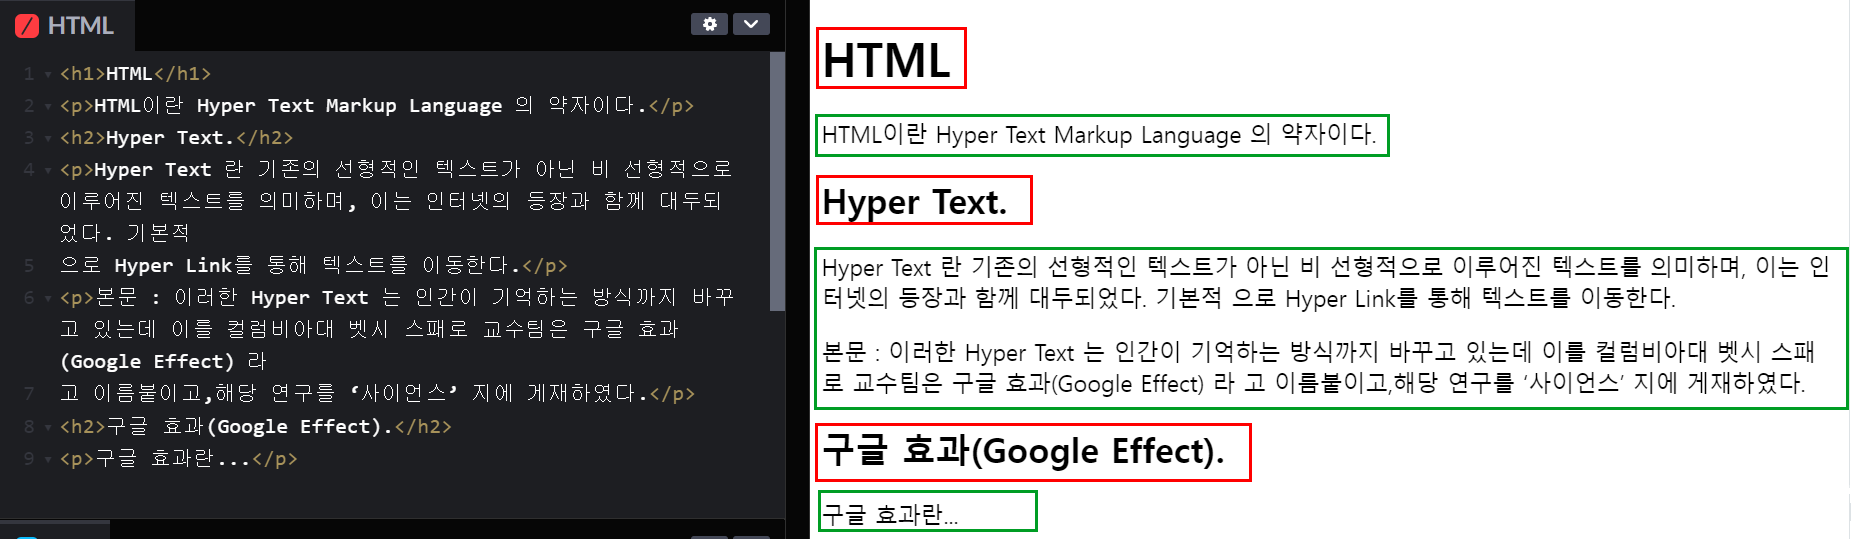 HTML
1 <h1>HTML</h1>
2 <p>HTML이란 Hyper Text Markup Language 의 약자이다.</p>
3 <h2>Hyper Text.</h2>
4 <p>Hyper Text 란 기존의 선형적인 텍스트가 아닌 비 선형적으로
이루어진 텍스트를 의미하며, 이는 인터넷의 등장과 함께 대두되
었다. 기본적
5 으로 Hyper Link를 통해 텍스트를 이동한다.</p>
6 <p>본문 : 이러한 Hyper Text 는 인간이 기억하는 방식까지 바꾸
고 있는데 이를 컬럼비아대 벳시 스패로 교수팀은 구글 효과
(Google Effect) 라
7 고 이름붙이고,해당 연구를 ‘사이언스’ 지에 게재하였다.</p>
8 <h2>구글 효과(Google Effect).</h2>
9 <p>구글 효과란...</p>
HTML
HTML이란 Hyper Text Markup Language 의 약자이다.
Hyper Text.
Hyper Text 란 기존의 선형적인 텍스트가 아닌 비 선형적으로 이루어진 텍스트를 의미하며, 이는 인
터넷의 등장과 함께 대두되었다. 기본적 으로 Hyper Link를 통해 텍스트를 이동한다.
본문 : 이러한 Hyper Text 는 인간이 기억하는 방식까지 바꾸고 있는데 이를 컬럼비아대 벳시 스패
로 교수팀은 구글 효과(Google Effect) 라 고 이름붙이고,해당 연구를 ‘사이언스’ 지에 게재하였다.
구글 효과(Google Effect).
구글 효과란...